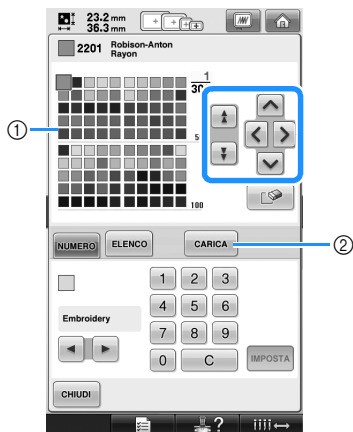 23.2 mm
36.3 mm
2201 Robison-Anton
Rayon
1
300
5
100
①
②
NUMERO ELENCO CARICA
1 2 3
Embroidery
4 5 6
7 8 9
0 C IMPOSTA
CHIUDI
?